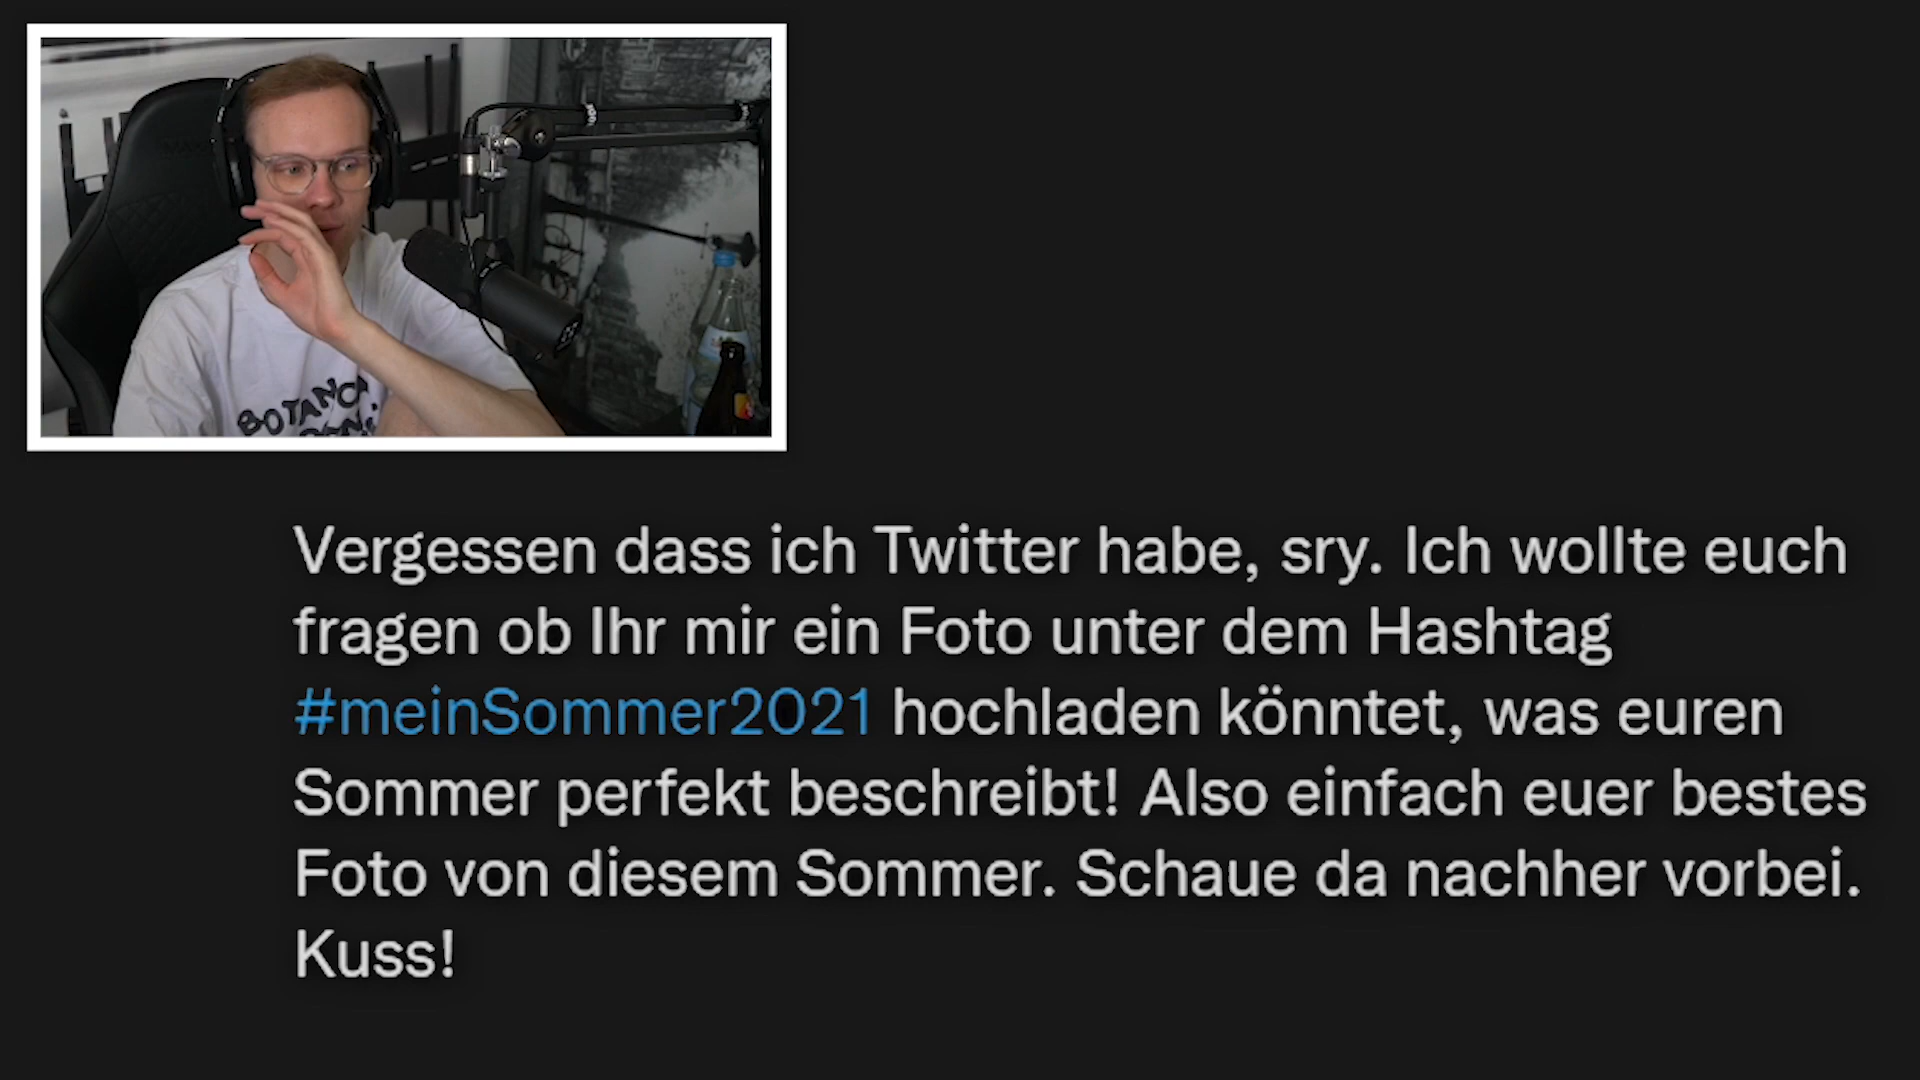 BOTANIC
Vergessen dass ich Twitter habe, sry. Ich wollte euch
fragen ob Ihr mir ein Foto unter dem Hashtag
#meinSommer2021 hochladen könntet, was euren
Sommer perfekt beschreibt! Also einfach euer bestes
Foto von diesem Sommer. Schaue da nachher vorbei.
Kuss!